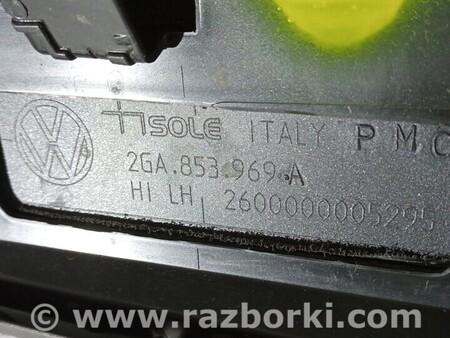 SOLE ITALY PMC
2GA.853.969.A
HI LH 2600000005295
www.razborki.com